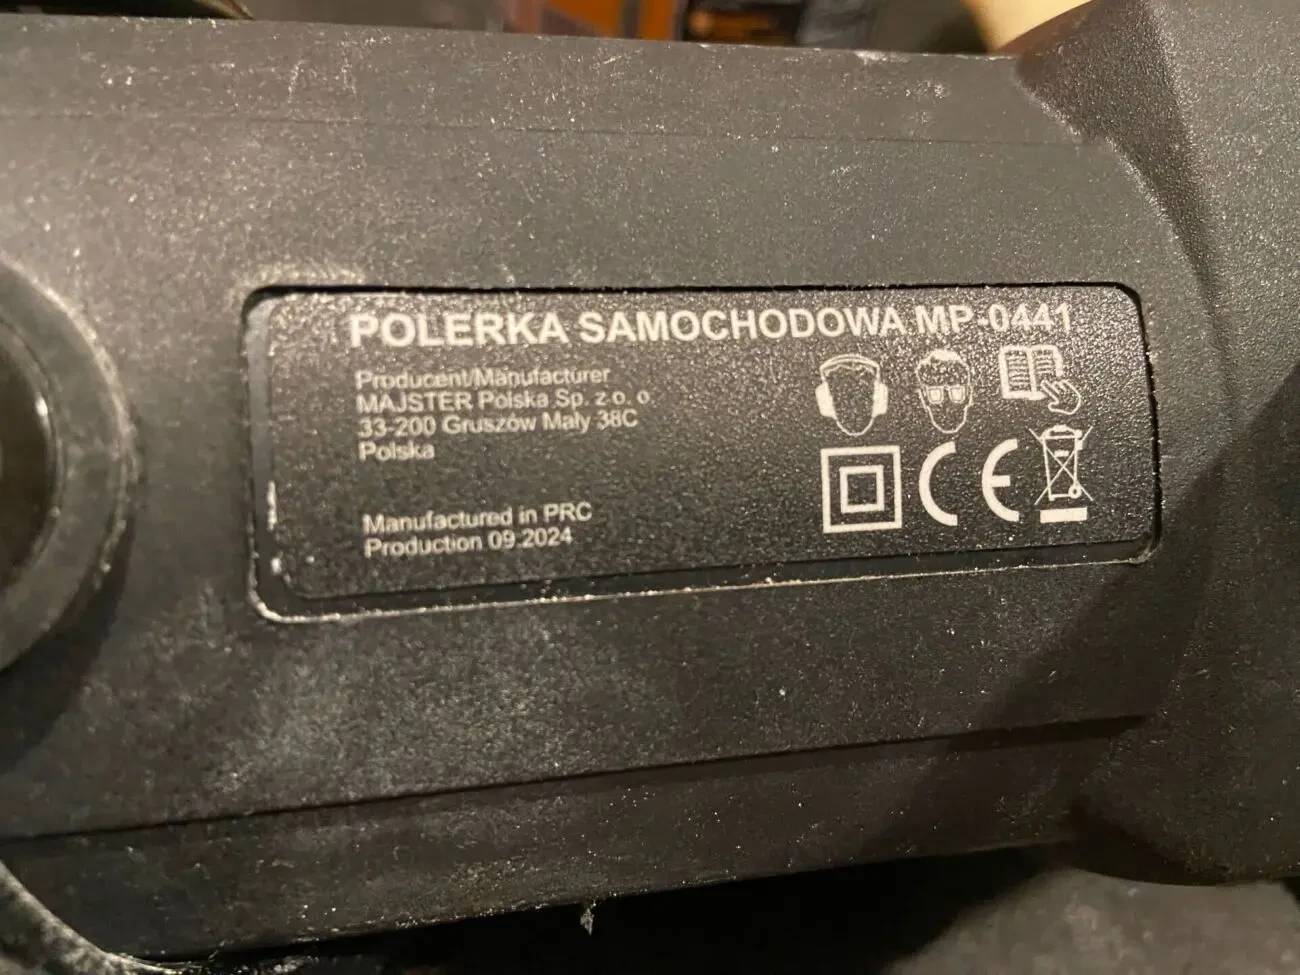 POLERKA SAMOCHODOWA MP-0441
Producent/Manufacturer
MAJSTER Polska Sp. z.o. o
33-200 Gruszów Mały 38C
Polska
Manufactured in PRC
Production 09.2024
CE